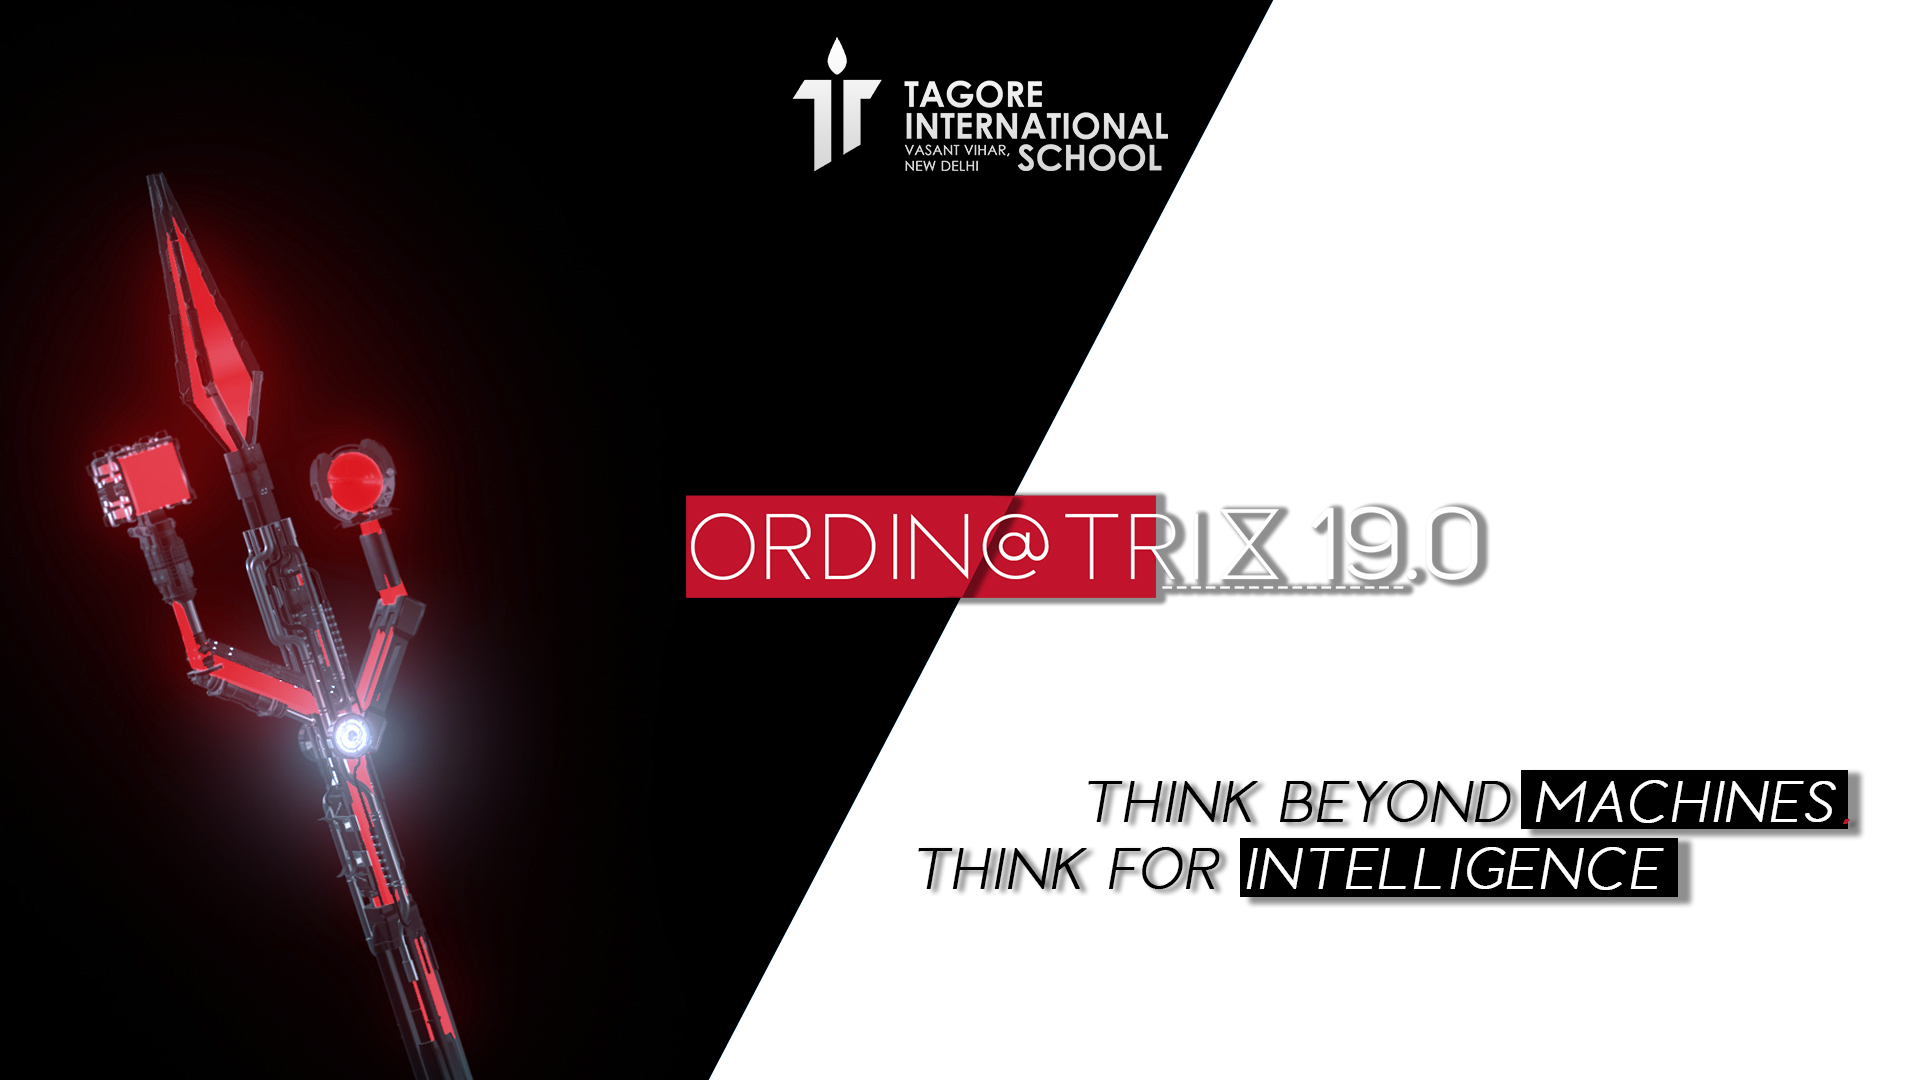 TAGORE
INTERNATIONAL
VASANT VIHAR, SCHOOL
NEW DELHI
ORDIN@TRIX 19.0
THINK BEYOND MACHINES.
THINK FOR INTELLIGENCE